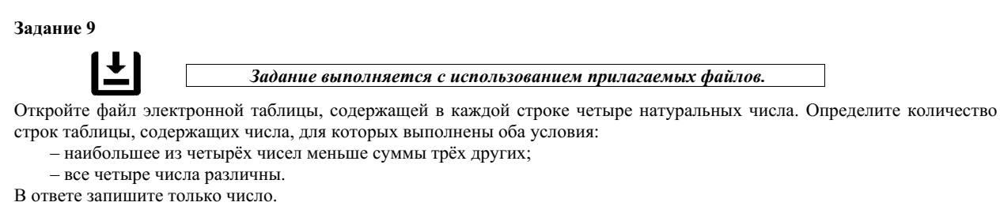 Задание 9
Задание выполняется с использованием прилагаемых файлов.
Откройте файл электронной таблицы, содержащей в каждой строке четыре натуральных числа. Определите количество
строк таблицы, содержащих числа, для которых выполнены оба условия:
– наибольшее из четырёх чисел меньше суммы трёх других;
– все четыре числа различны.
В ответе запишите только число.